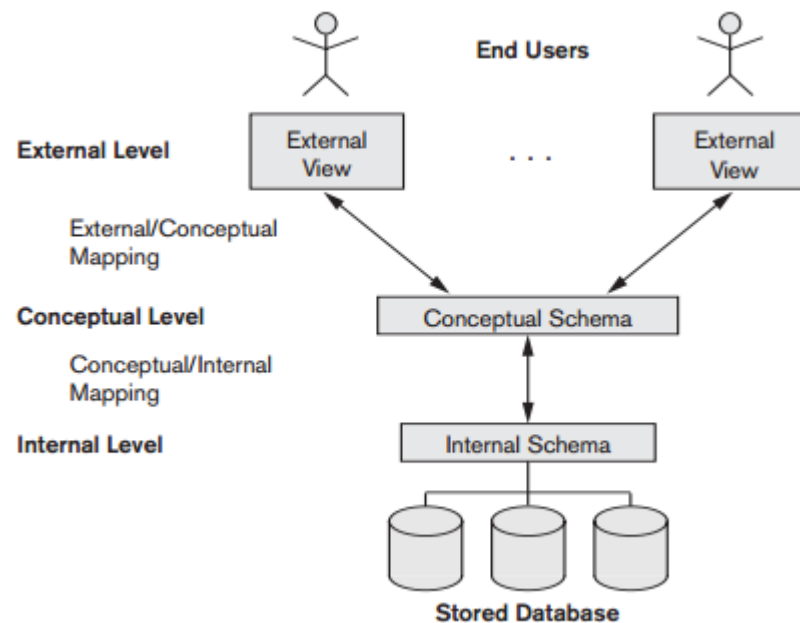 End Users
External Level
External
View
. . .
External
View
External/Conceptual
Mapping
Conceptual Level
Conceptual Schema
Conceptual/Internal
Mapping
Internal Level
Internal Schema
Stored Database